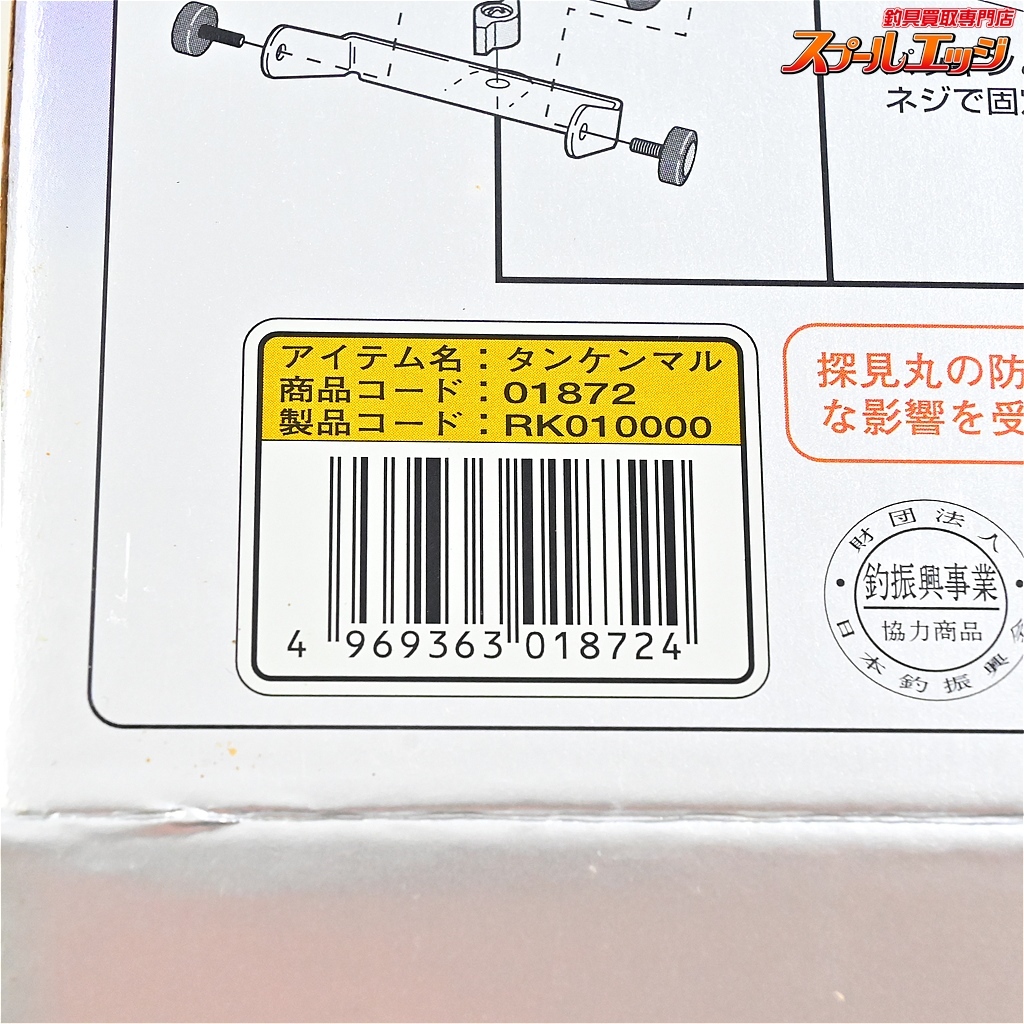 釣具買取専門店
スプールエッジ
ネジで固
アイテム名：タンケンマル
商品コード：01872
製品コード：RK010000
4 969363 018724
探見丸の防
な影響を受
財団法人
釣振興事業
協力商品
日本釣振興